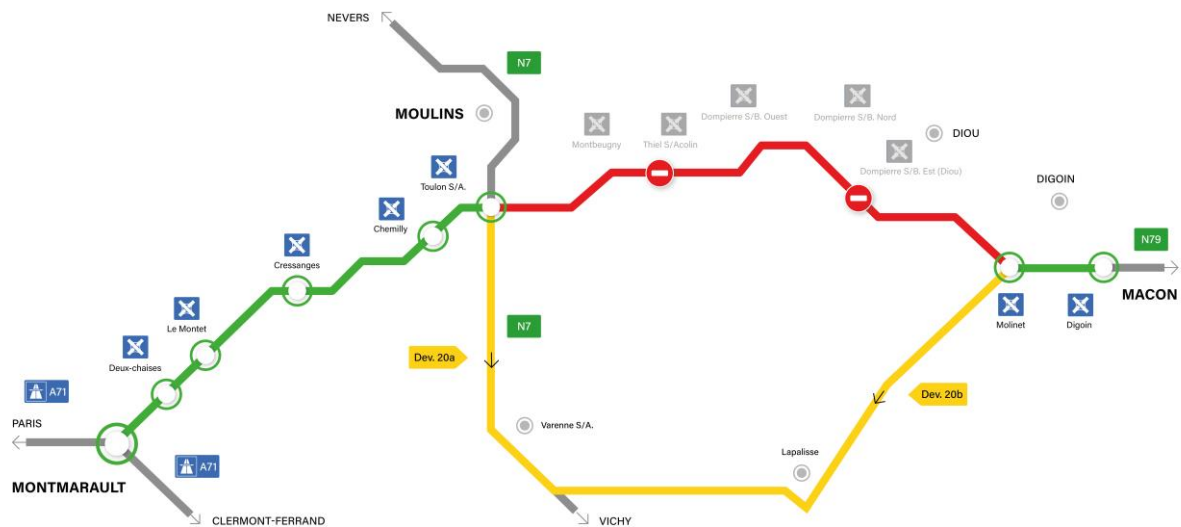 NEVERS
N7
MOULINS
Dompierre S/B. Ouest
Dompierre S/B. Nord
DIOU
Montbeugny
Thiel S/Acolin
Dompierre S/B. Est (Diou)
Toulon S/A.
DIGOIN
Chemilly
N79
Cressanges
MACON
Molinet
Digoin
Le Montet
N7
Deux-chaises
Dev. 20a
Dev. 20b
A71
PARIS
Varenne S/A.
Lapalisse
A71
MONTMARAULT
CLERMONT-FERRAND
VICHY